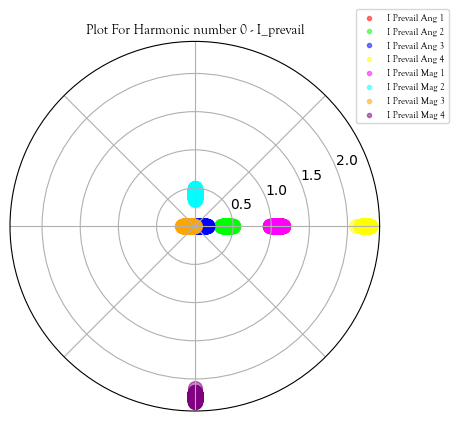 Plot For Harmonic number 0 - I_prevail
I Prevail Ang 1
I Prevail Ang 2
I Prevail Ang 3
I Prevail Ang 4
I Prevail Mag 1
I Prevail Mag 2
I Prevail Mag 3
I Prevail Mag 4
2.0
1.5
1.0
0.5